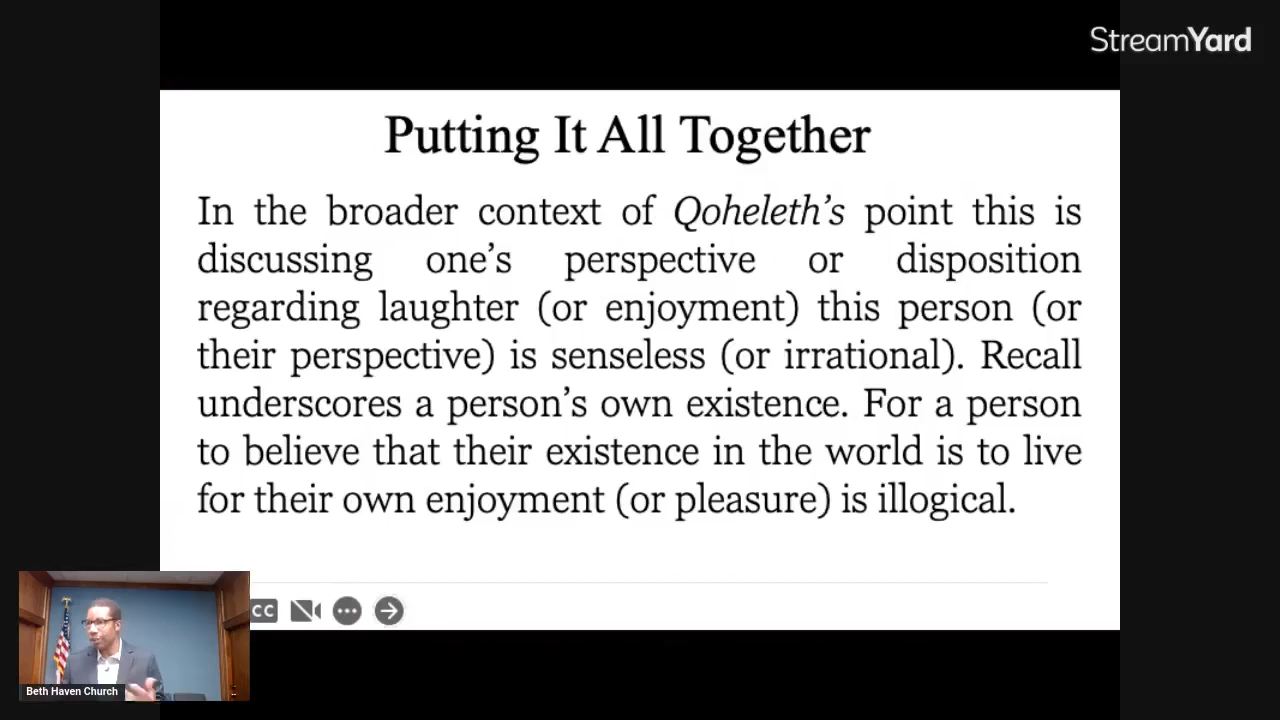 StreamYard
Putting It All Together
In the broader context of Qoheleth’s point this is
discussing one’s perspective or disposition
regarding laughter (or enjoyment) this person (or
their perspective) is senseless (or irrational). Recall
underscores a person’s own existence. For a person
to believe that their existence in the world is to live
for their own enjoyment (or pleasure) is illogical.
CC
Beth Haven Church